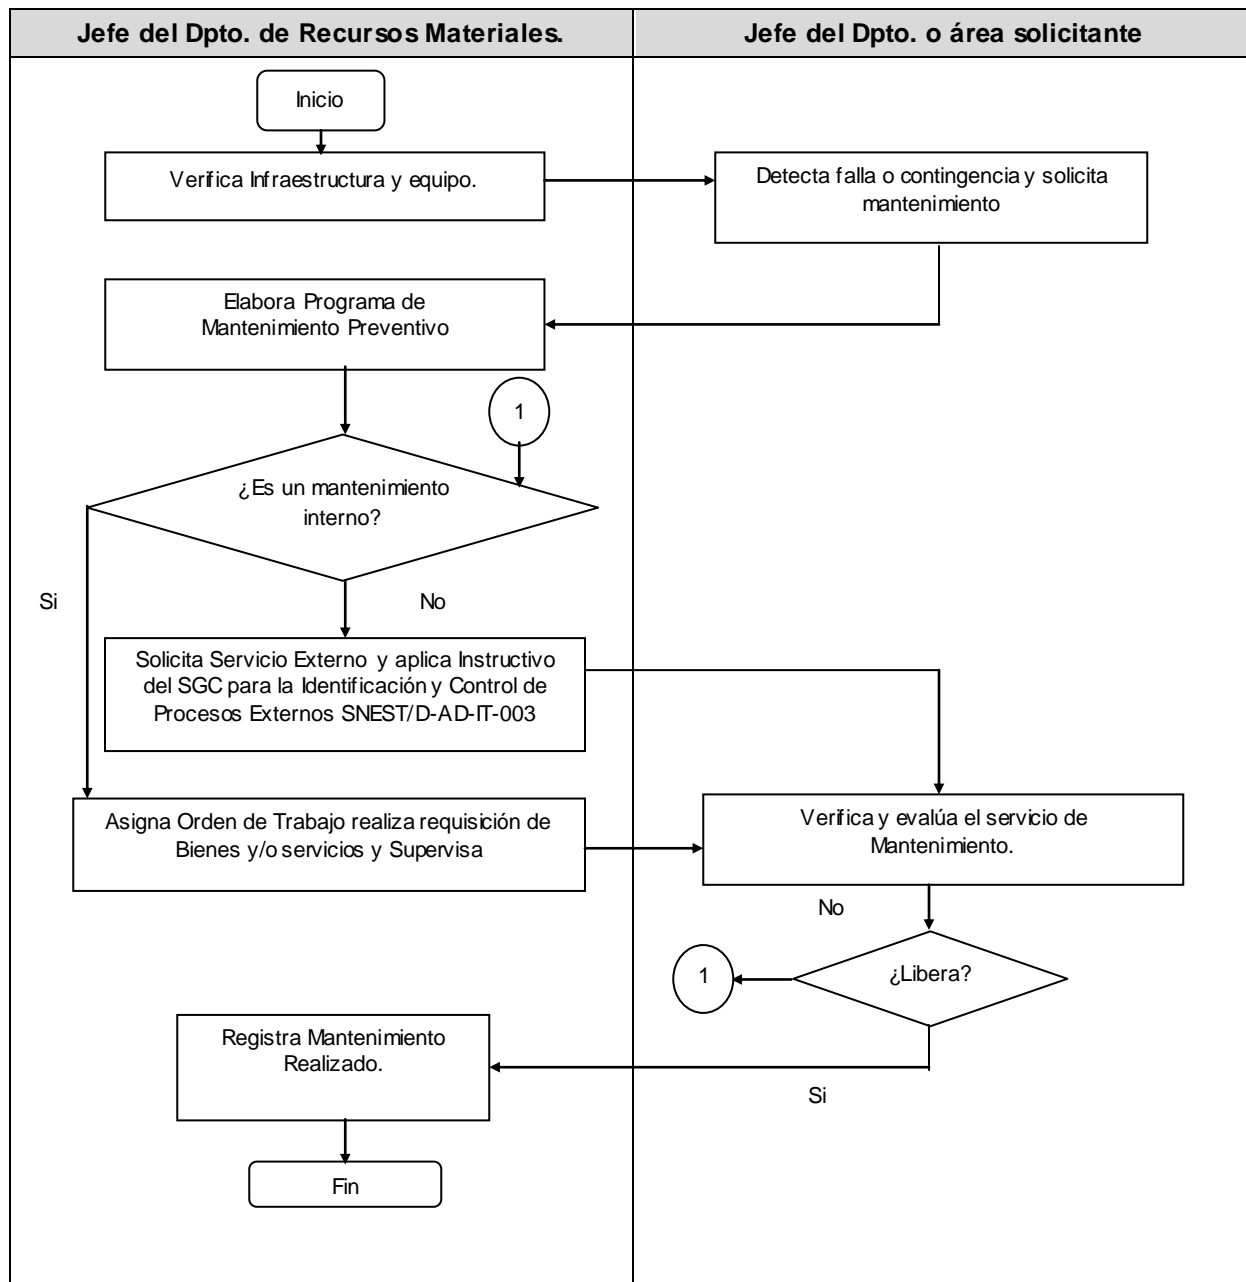 Jefe del Dpto. de Recursos Materiales.
Jefe del Dpto. o área solicitante
Inicio
Verifica Infraestructura y equipo.
Detecta falla o contingencia y solicita
mantenimiento
Elabora Programa de
Mantenimiento Preventivo
1
¿Es un mantenimiento
interno?
Si
No
Solicita Servicio Externo y aplica Instructivo
del SGC para la Identificación y Control de
Procesos Externos SNEST/D-AD-IT-003
Asigna Orden de Trabajo realiza requisición de
Bienes y/o servicios y Supervisa
Verifica y evalúa el servicio de
Mantenimiento.
No
¿Libera?
1
Registra Mantenimiento
Realizado.
Si
Fin